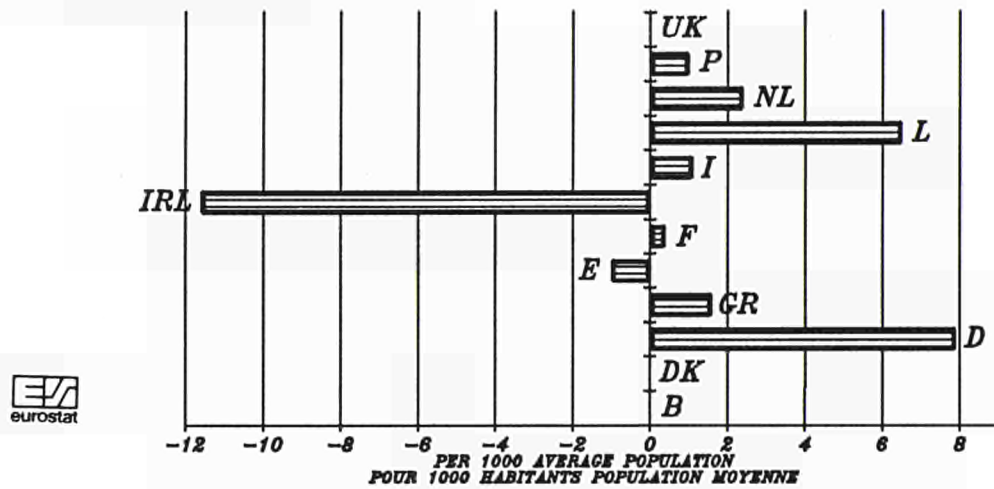 UK
P
NL
L
I
IRL
F
E
GR
D
DK
B
eurostat
-12 -10 -8 -6 -4 -2 0 2 4 6 8
PER 1000 AVERAGE POPULATION
POUR 1000 HABITANTS POPULATION MOYENNE